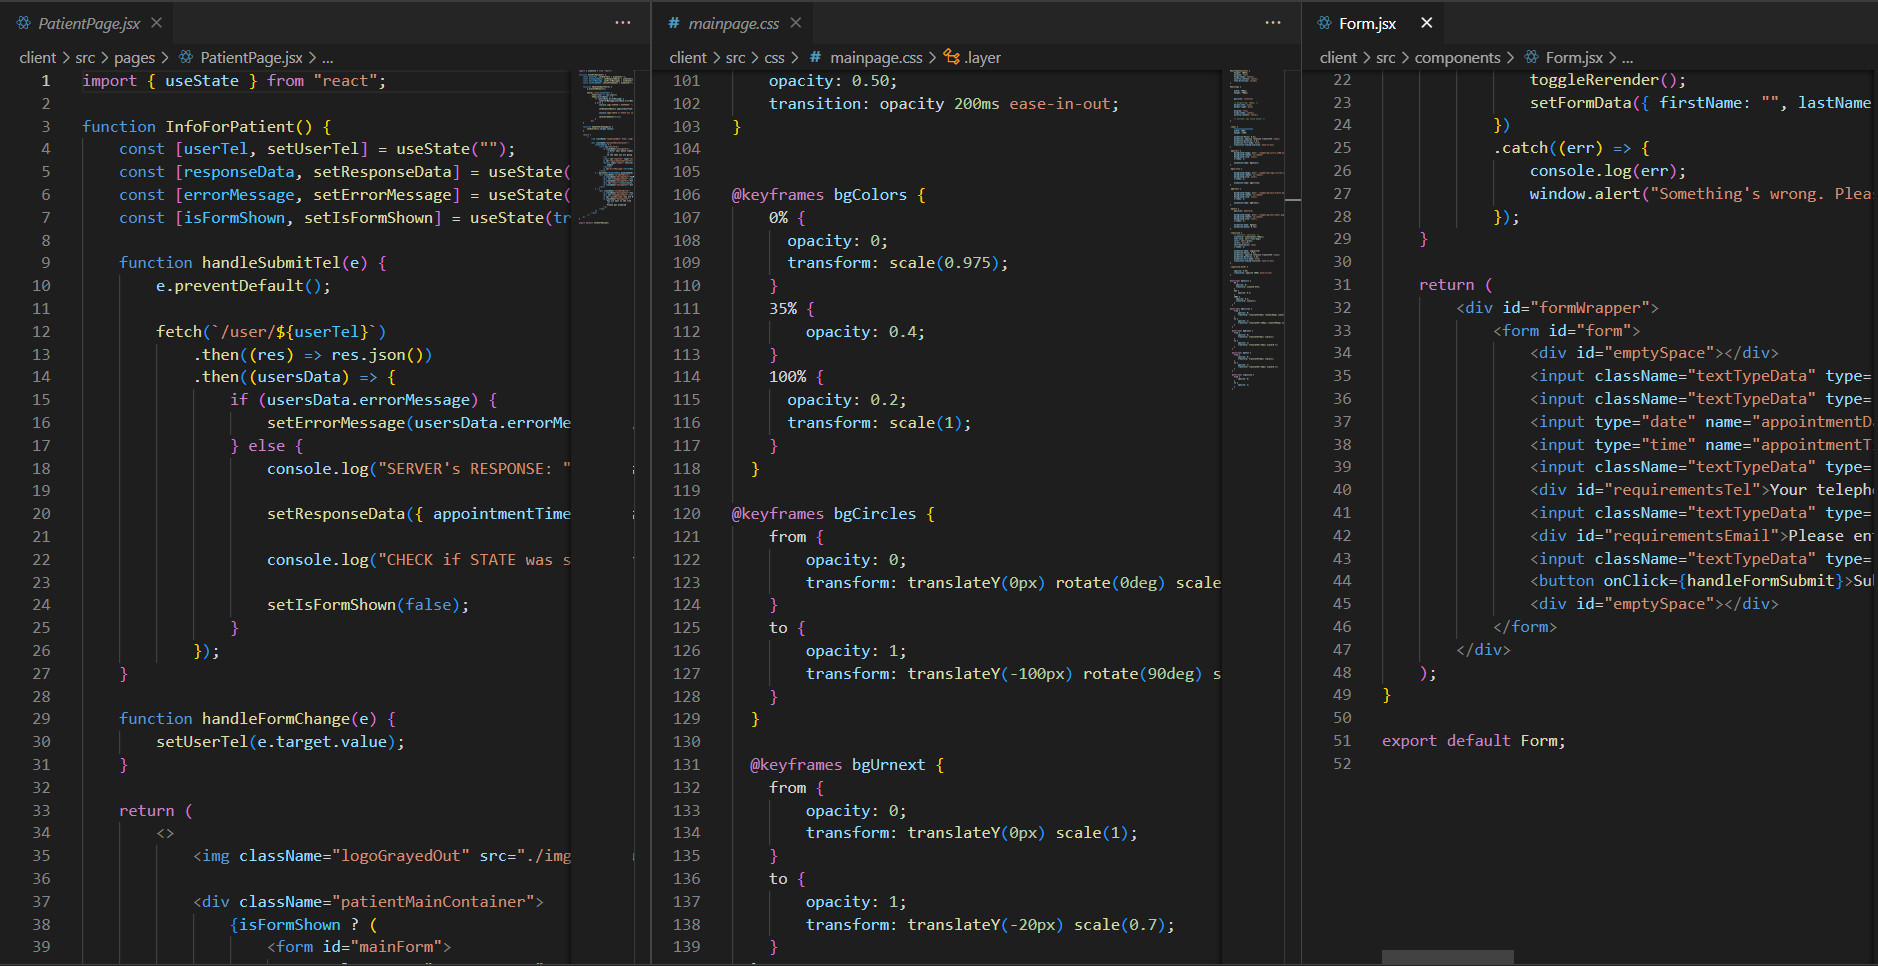 PatientPage.jsx
client > src > pages > PatientPage.jsx > ...
1 import { useState } from "react";
2
3 function InfoForPatient() {
4 const [userTel, setUserTel] = useState("");
5 const [responseData, setResponseData] = useState(
6 const [errorMessage, setErrorMessage] = useState(
7 const [isFormShown, setIsFormShown] = useState(tr
8
9 function handleSubmitTel(e) {
10 e.preventDefault();
11
12 fetch(`/user/${userTel}`)
13 .then((res) => res.json())
14 .then((usersData) => {
15 if (usersData.errorMessage) {
16 setErrorMessage(usersData.errorMe
17 } else {
18 console.log("SERVER's RESPONSE: "
19
20 setResponseData({ appointmentTime
21
22 console.log("CHECK if STATE was s
23
24 setIsFormShown(false);
25 }
26 });
27 }
28
29 function handleFormChange(e) {
30 setUserTel(e.target.value);
31 }
32
33 return (
34 <>
35 <img className="logoGrayedOut" src="./img
36
37 <div className="patientMainContainer">
38 {isFormShown ? (
39 <form id="mainForm">
# mainpage.css
client > src > css > # mainpage.css > .layer
101 opacity: 0.50;
102 transition: opacity 200ms ease-in-out;
103 }
104
105
106 @keyframes bgColors {
107 0% {
108 opacity: 0;
109 transform: scale(0.975);
110 }
111 35% {
112 opacity: 0.4;
113 }
114 100% {
115 opacity: 0.2;
116 transform: scale(1);
117 }
118 }
119
120 @keyframes bgCircles {
121 from {
122 opacity: 0;
123 transform: translateY(0px) rotate(0deg) scale
124 }
125 to {
126 opacity: 1;
127 transform: translateY(-100px) rotate(90deg) s
128 }
129 }
130
131 @keyframes bgUrnext {
132 from {
133 opacity: 0;
134 transform: translateY(0px) scale(1);
135 }
136 to {
137 opacity: 1;
138 transform: translateY(-20px) scale(0.7);
139 }
Form.jsx
client > src > components > Form.jsx > ...
22 toggleRerender();
23 setFormData({ firstName: "", lastName
24 })
25 .catch((err) => {
26 console.log(err);
27 window.alert("Something's wrong. Plea
28 });
29 }
30
31 return (
32 <div id="formWrapper">
33 <form id="form">
34 <div id="emptySpace"></div>
35 <input className="textTypeData" type=
36 <input className="textTypeData" type=
37 <input type="date" name="appointmentD
38 <input type="time" name="appointmentT
39 <input className="textTypeData" type=
40 <div id="requirementsTel">Your teleph
41 <input className="textTypeData" type=
42 <div id="requirementsEmail">Please en
43 <input className="textTypeData" type=
44 <button onClick={handleFormSubmit}>Su
45 <div id="emptySpace"></div>
46 </form>
47 </div>
48 );
49 }
50
51 export default Form;
52